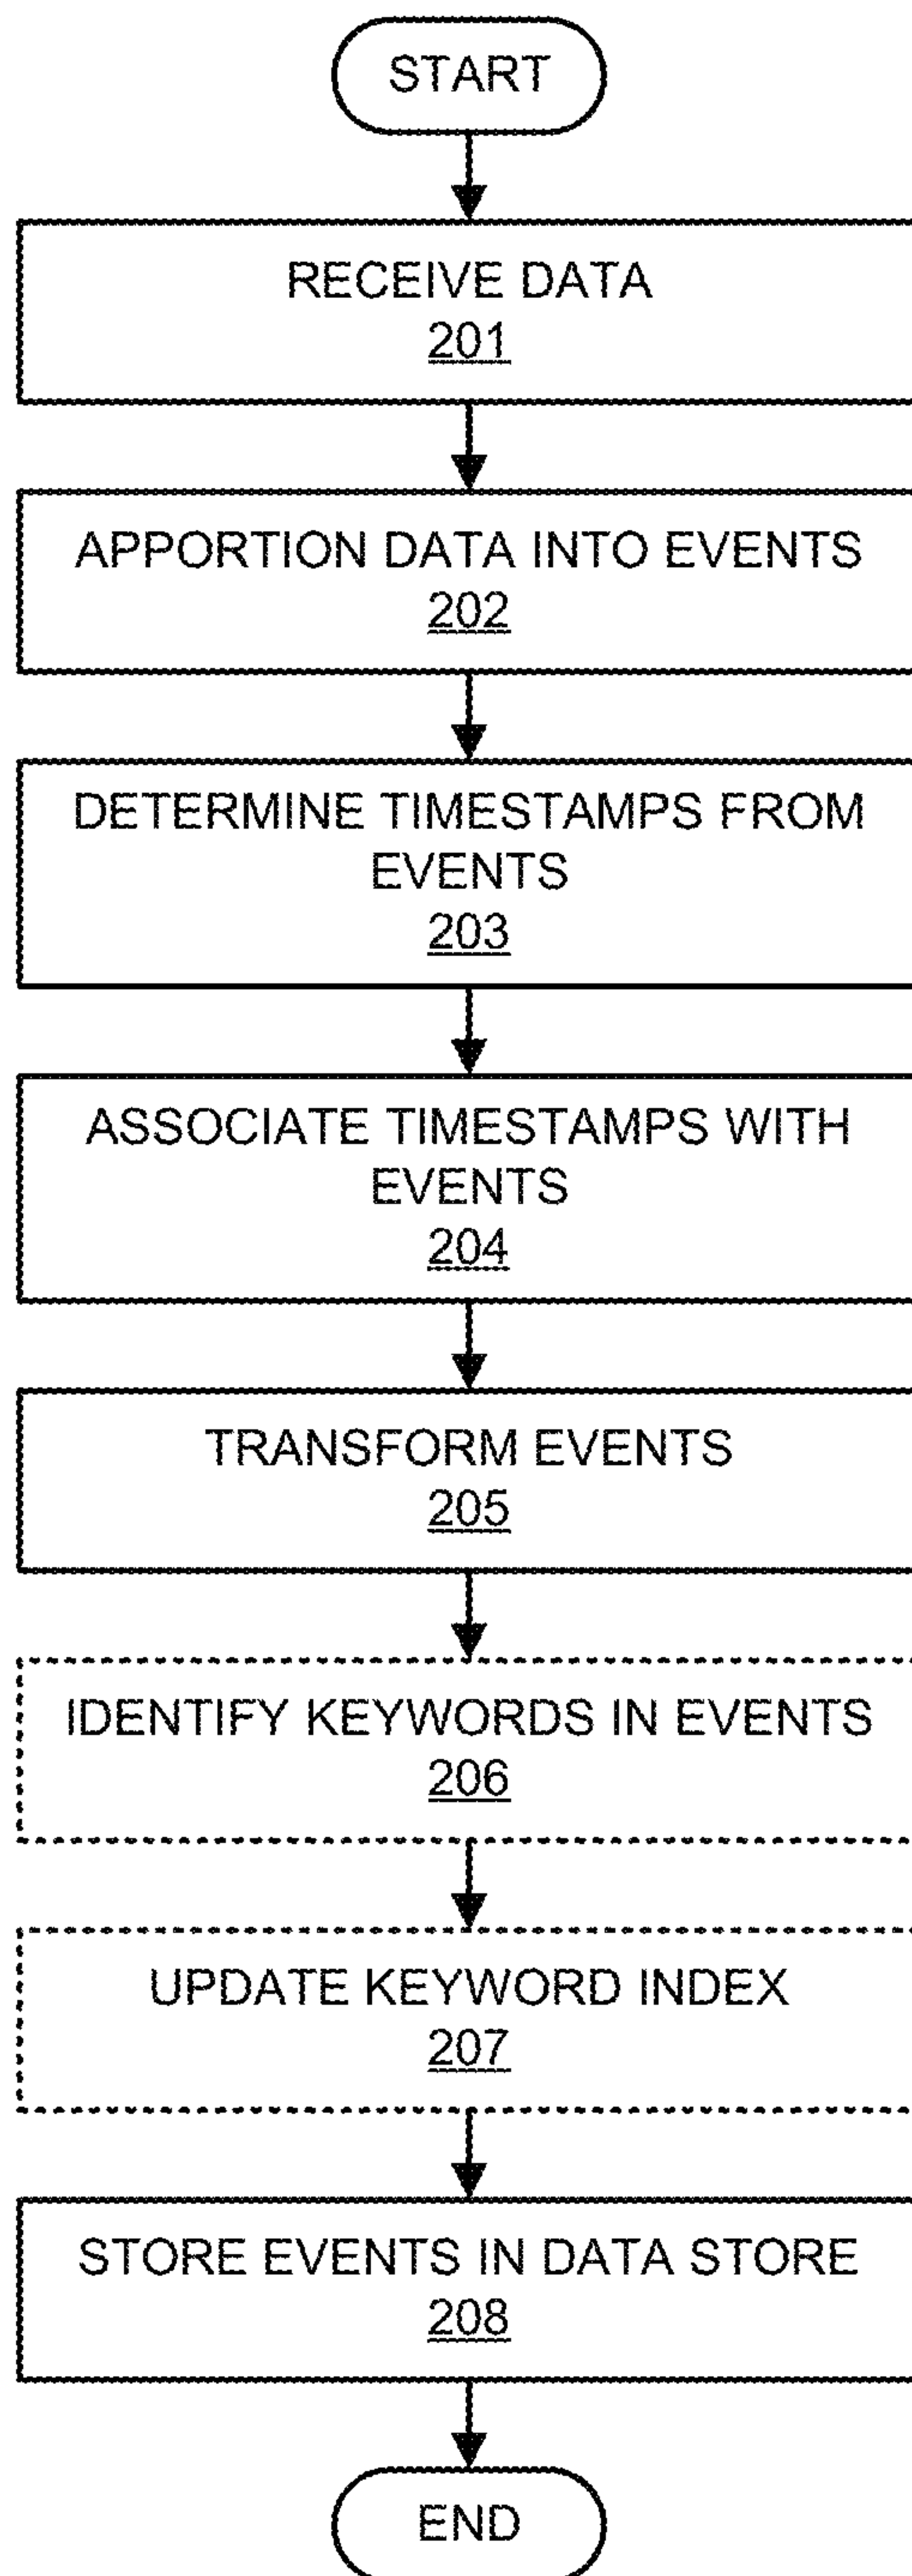 START
RECEIVE DATA
201
APPORTION DATA INTO EVENTS
202
DETERMINE TIMESTAMPS FROM
EVENTS
203
ASSOCIATE TIMESTAMPS WITH
EVENTS
204
TRANSFORM EVENTS
205
IDENTIFY KEYWORDS IN EVENTS
206
UPDATE KEYWORD INDEX
207
STORE EVENTS IN DATA STORE
208
END